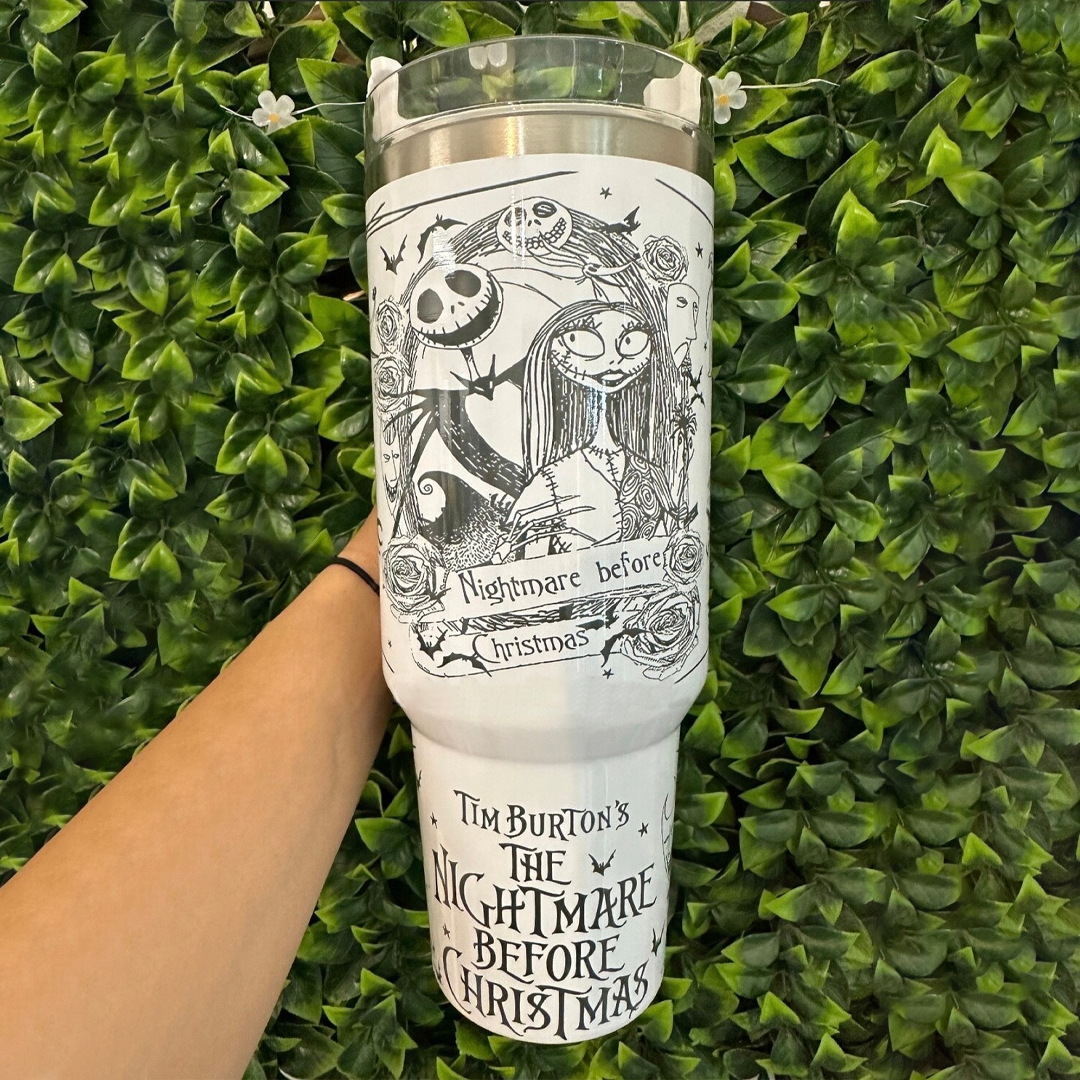 Nightmare before
Christmas
TIM BURTON'S
THE
NIGHTMARE
BEFORE
CHRISTMAS